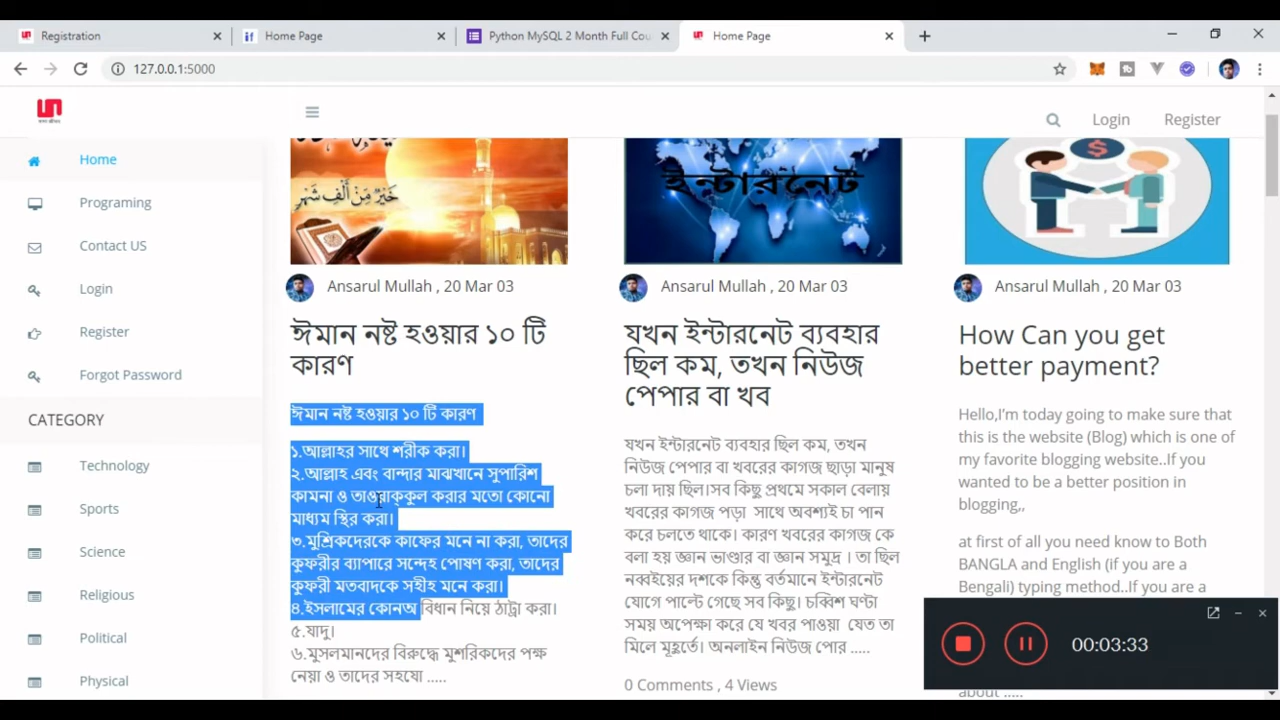 Registration
Home Page
Python MySQL 2 Month Full Cou
Home Page
127.0.0.1:5000
Login
Register
Home
Programing
Contact US
Login
Register
Forgot Password
CATEGORY
Technology
Sports
Science
Religious
Political
Physical
خَيْرٌ مِّنْ أَلْفِ شَهْرٍ
Ansarul Mullah , 20 Mar 03
ঈমান নষ্ট হওয়ার ১০ টি
কারণ
ঈমান নষ্ট হওয়ার ১০ টি কারণ
১.আল্লাহর সাথে শরীক করা।
২.আল্লাহ এবং বান্দার মাঝখানে সুপারিশ
কামনা ও তাওয়াক্কুল করার মতো কোনো
মাধ্যম স্থির করা।
৩.মুশ্রিকদেরকে কাফের মনে না করা, তাদের
কুফরীর ব্যাপারে সন্দেহ পোষণ করা, তাদের
কুফরী মতবাদকে সহীহ মনে করা।
৪.ইসলামের কোনঅ বিধান নিয়ে ঠাট্রা করা।
৫.যাদু।
৬.মুসলমানদের বিরুদ্ধে মুশরিকদের পক্ষ
নেয়া ও তাদের সহযো .....
ইন্টারনেট
Ansarul Mullah , 20 Mar 03
যখন ইন্টারনেট ব্যবহার
ছিল কম, তখন নিউজ
পেপার বা খব
যখন ইন্টারনেট ব্যবহার ছিল কম, তখন
নিউজ পেপার বা খবরের কাগজ ছাড়া মানুষ
চলা দায় ছিল।সব কিছু প্রথমে সকাল বেলায়
খবরের কাগজ পড়া সাথে অবশ্যই চা পান
করে চলতে থাকে। কারণ খবরের কাগজ কে
বলা হয় জ্ঞান ভাণ্ডার বা জ্ঞান সমুদ্র । তা ছিল
নব্বইয়ের দশকে কিন্তু বর্তমানে ইন্টারনেট
যোগে পাল্টে গেছে সব কিছু। চব্বিশ ঘণ্টা
সময় অপেক্ষা করে যে খবর পাওয়া যেত তা
মিলে মূহূর্তে। অনলাইন নিউজ পোর .....
0 Comments , 4 Views
$
Ansarul Mullah , 20 Mar 03
How Can you get
better payment?
Hello,I'm today going to make sure that
this is the website (Blog) which is one of
my favorite blogging website..If you
wanted to be a better position in
blogging,,
at first of all you need know to Both
BANGLA and English (if you are a
Bengali) typing method..If you are a
about .....
00:03:33